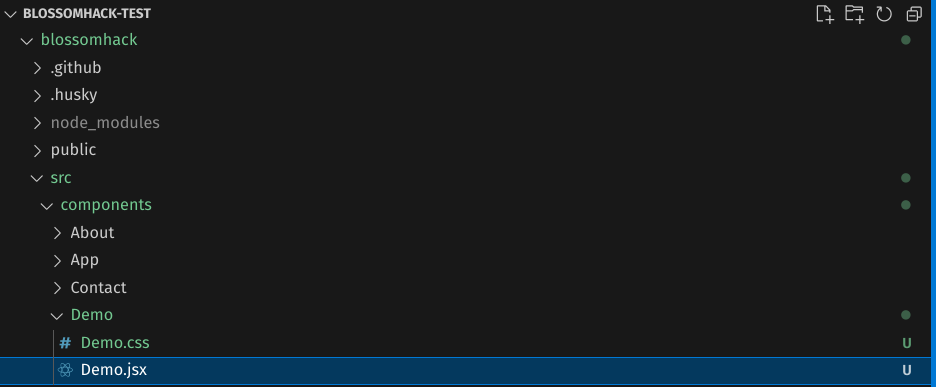 BLOSSOMHACK-TEST
blossomhack
.github
.husky
node_modules
public
src
components
About
App
Contact
Demo
# Demo.css U
Demo.jsx U